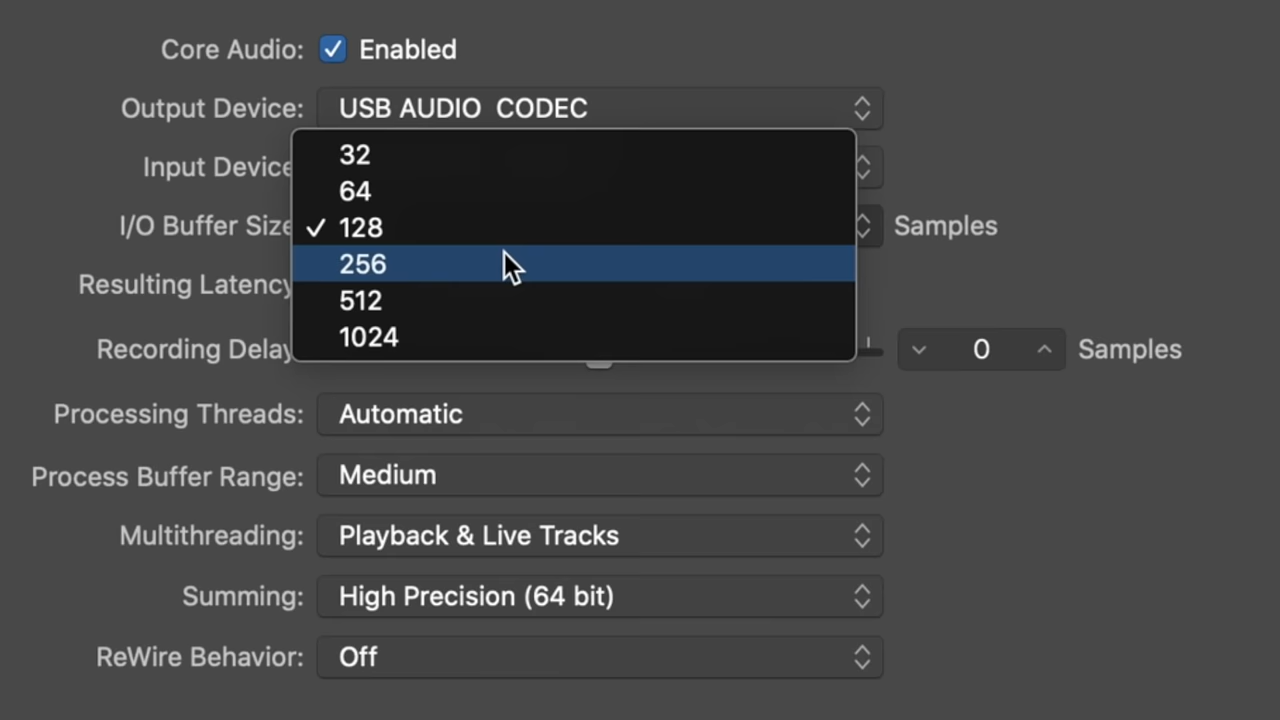 Core Audio: Enabled
Output Device: USB AUDIO  CODEC
Input Device
32
64
I/O Buffer Size ✓ 128 Samples
256
Resulting Latency
512
1024
Recording Delay 0 Samples
Processing Threads: Automatic
Process Buffer Range: Medium
Multithreading: Playback & Live Tracks
Summing: High Precision (64 bit)
ReWire Behavior: Off